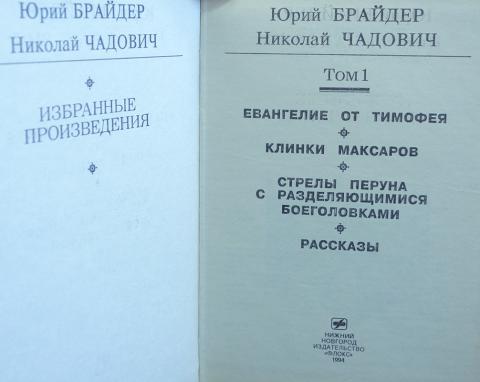 Юрий БРАЙДЕР
Николай ЧАДОВИЧ
ИЗБРАННЫЕ
ПРОИЗВЕДЕНИЯ
Юрий БРАЙДЕР
Николай ЧАДОВИЧ
Том 1
ЕВАНГЕЛИЕ ОТ ТИМОФЕЯ
КЛИНКИ МАКСАРОВ
СТРЕЛЫ ПЕРУНА
С РАЗДЕЛЯЮЩИМИСЯ
БОЕГОЛОВКАМИ
РАССКАЗЫ
НИЖНИЙ
НОВГОРОД
ИЗДАТЕЛЬСТВО
«ФЛОКС»
1994